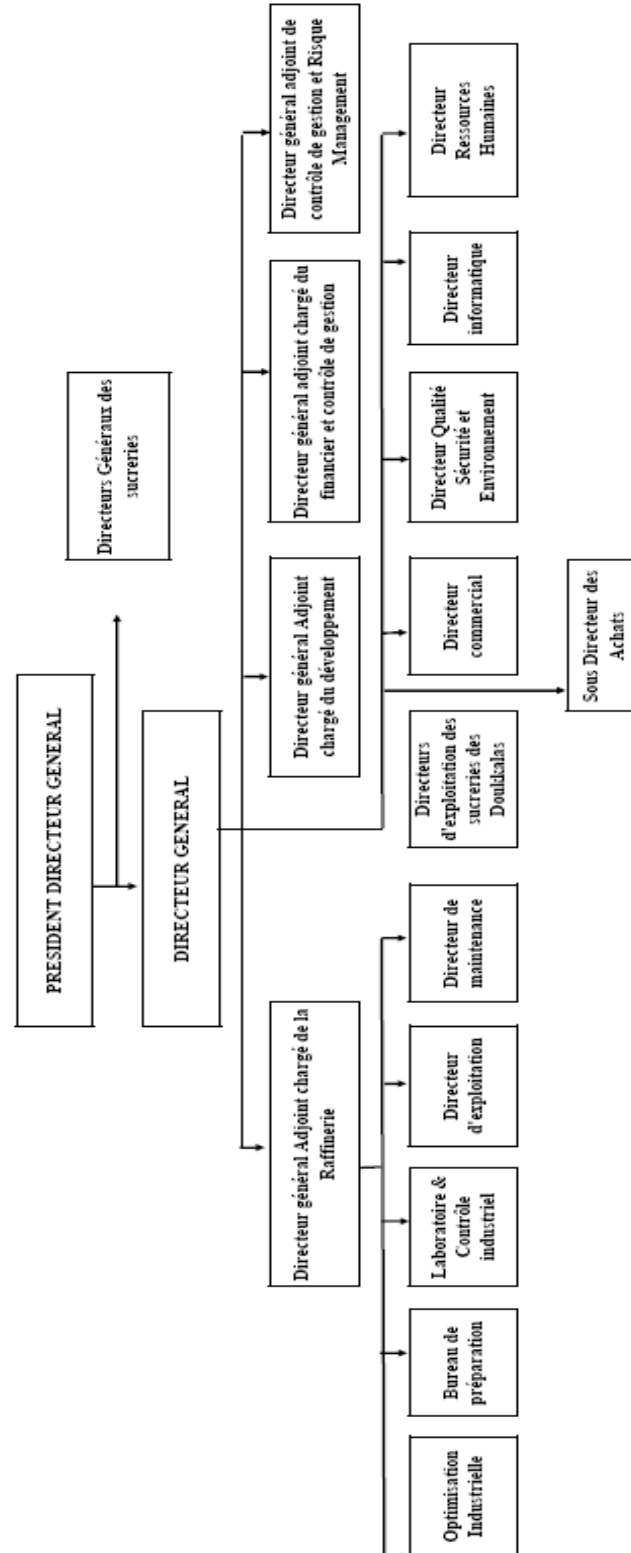 PRESIDENT DIRECTEUR GENERAL
Directeurs Généraux des
sucreries
DIRECTEUR GENERAL
Directeur général Adjoint chargé de la
Raffinerie
Directeur général Adjoint
chargé du développement
Directeur général adjoint chargé du
financier et contrôle de gestion
Directeur général adjoint de
contrôle de gestion et Risque
Management
Optimisation
Industrielle
Bureau de
préparation
Laboratoire &
Contrôle
industriel
Directeur
d'exploitation
Directeur de
maintenance
Directeurs
d'exploitation des
sucreries des
Doukkalas
Directeur
commercial
Directeur Qualité
Sécurité et
Environnement
Directeur
informatique
Directeur
Ressources
Humaines
Sous Directeur des
Achats